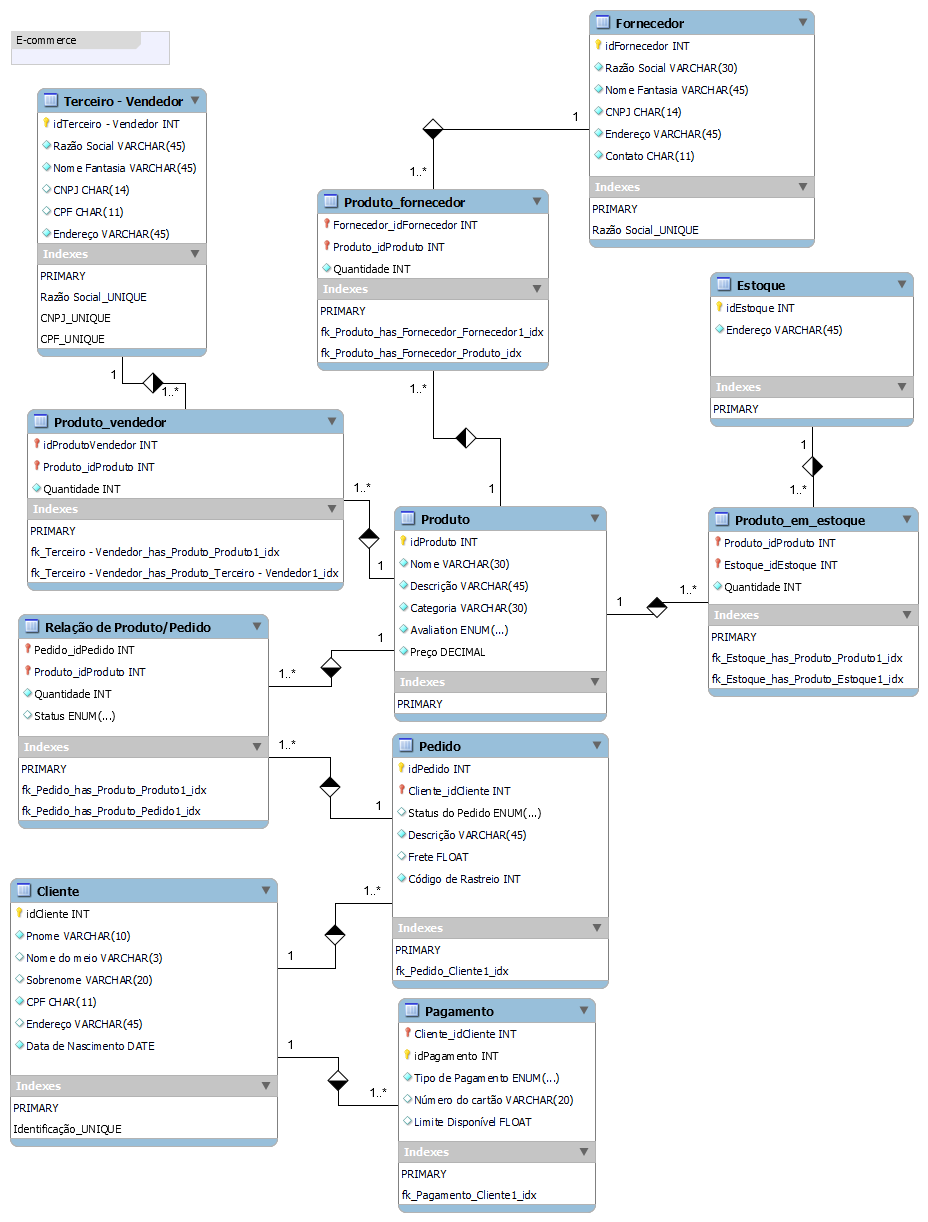 E-commerce
Fornecedor
idFornecedor INT
Razão Social VARCHAR(30)
Nome Fantasia VARCHAR(45)
CNPJ CHAR(14)
Endereço VARCHAR(45)
Contato CHAR(11)
Indexes
PRIMARY
Razao Social_UNIQUE
Terceiro - Vendedor
idTerceiro - Vendedor INT
Razão Social VARCHAR(45)
Nome Fantasia VARCHAR(45)
CNPJ CHAR(14)
CPF CHAR(11)
Endereço VARCHAR(45)
Indexes
PRIMARY
Razão Social_UNIQUE
CNPJ_UNIQUE
CPF_UNIQUE
1
1..*
Produto_fornecedor
Fornecedor_idFornecedor INT
Produto_idProduto INT
Quantidade INT
Indexes
PRIMARY
fk_Produto_has_Fornecedor_Fornecedor1_idx
fk_Produto_has_Fornecedor_Produto_idx
Estoque
idEstoque INT
Endereço VARCHAR(45)
Indexes
PRIMARY
1
1..*
1..*
1
1
1..*
Produto_vendedor
idProdutoVendedor INT
Produto_idProduto INT
Quantidade INT
Indexes
PRIMARY
fk_Terceiro - Vendedor_has_Produto_Produto1_idx
fk_Terceiro - Vendedor_has_Produto_Terceiro - Vendedor1_idx
1..*
1
Produto
idProduto INT
Nome VARCHAR(30)
Descrição VARCHAR(45)
Categoria VARCHAR(30)
Avaliation ENUM(...)
Preço DECIMAL
Indexes
PRIMARY
1
1..*
Produto_em_estoque
Produto_idProduto INT
Estoque_idEstoque INT
Quantidade INT
Indexes
PRIMARY
fk_Estoque_has_Produto_Produto1_idx
fk_Estoque_has_Produto_Estoque1_idx
Relação de Produto/Pedido
Pedido_idPedido INT
Produto_idProduto INT
Quantidade INT
Status ENUM(...)
Indexes
PRIMARY
fk_Pedido_has_Produto_Produto1_idx
fk_Pedido_has_Produto_Pedido1_idx
1
1..*
1..*
1
Pedido
idPedido INT
Cliente_idCliente INT
Status do Pedido ENUM(...)
Descrição VARCHAR(45)
Frete FLOAT
Código de Rastreio INT
Indexes
PRIMARY
fk_Pedido_Cliente1_idx
Cliente
idCliente INT
Pnome VARCHAR(10)
Nome do meio VARCHAR(3)
Sobrenome VARCHAR(20)
CPF CHAR(11)
Endereço VARCHAR(45)
Data de Nascimento DATE
Indexes
PRIMARY
Identificação_UNIQUE
1..*
1
1
1..*
Pagamento
Cliente_idCliente INT
idPagamento INT
Tipo de Pagamento ENUM(...)
Número do cartão VARCHAR(20)
Limite Disponível FLOAT
Indexes
PRIMARY
fk_Pagamento_Cliente1_idx